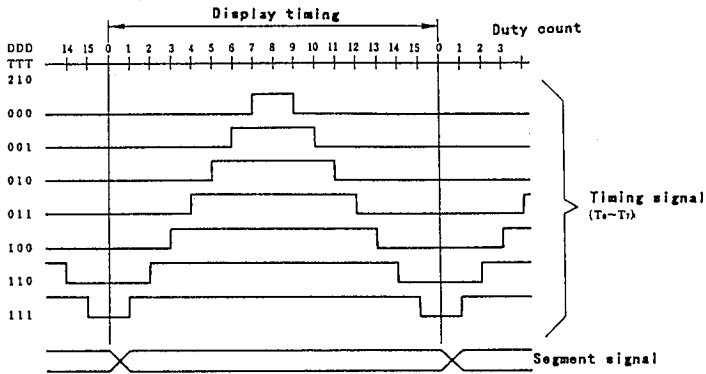 Display timing
Duty count
DDD 14 15 0 1 2 3 4 5 6 7 8 9 10 11 12 13 14 15 0 1 2 3
TTT
210
000
001
010
011
Timing signal
(T₀~T₇)
100
110
111
Segment signal